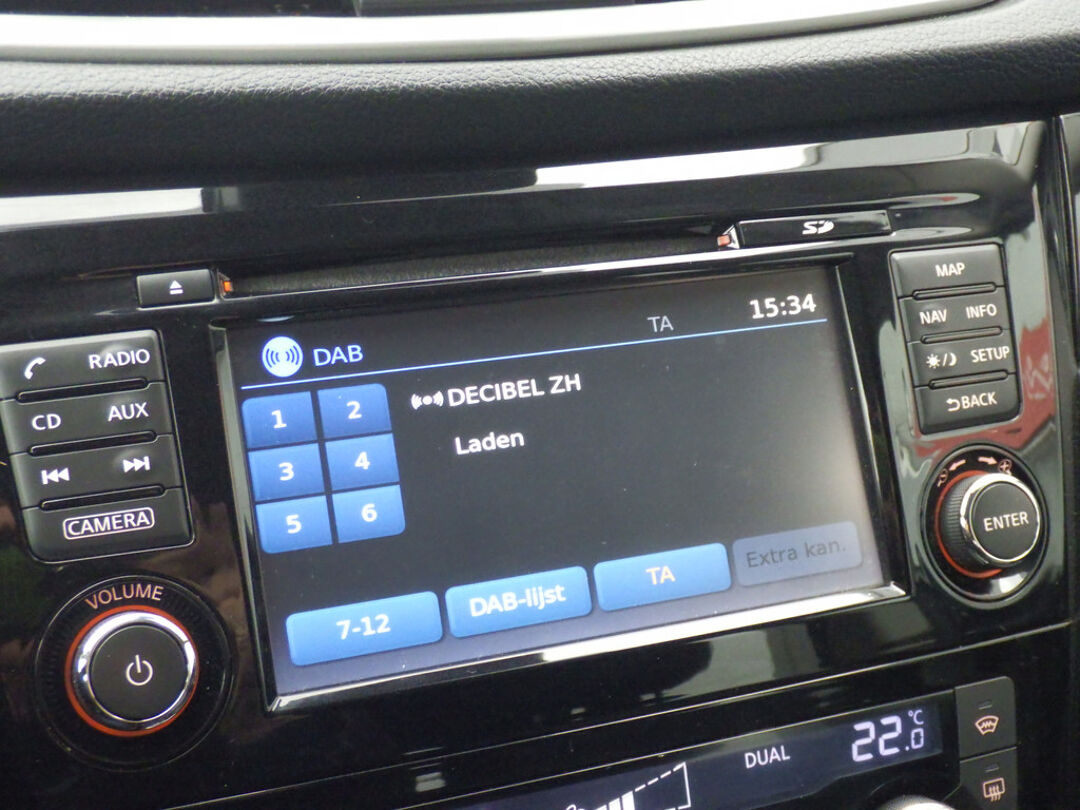 SD
MAP
NAV INFO
SETUP
BACK
ENTER
RADIO
CD AUX
CAMERA
VOLUME
15:34
TA
DAB
1 2
3 4
5 6
DECIBEL ZH
Laden
7-12
DAB-lijst
TA
Extra kan.
DUAL
22.0 °C